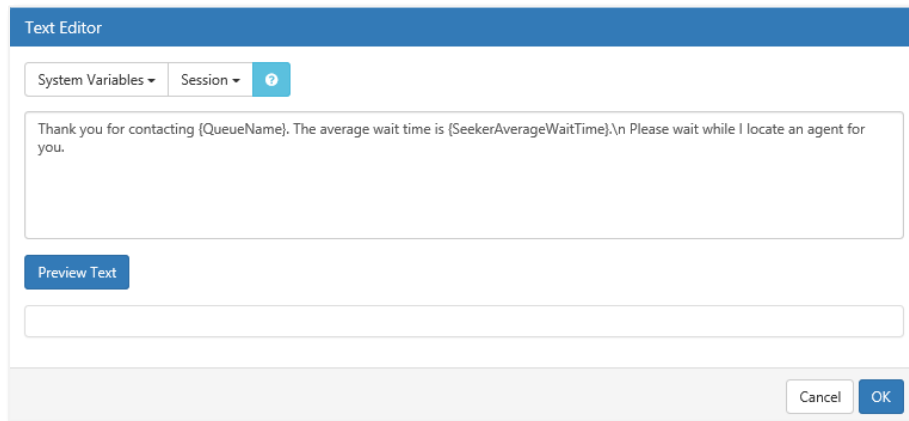 Text Editor
System Variables
Session
?
Thank you for contacting {QueueName}. The average wait time is {SeekerAverageWaitTime}.\n Please wait while I locate an agent for
you.
Preview Text
Cancel
OK